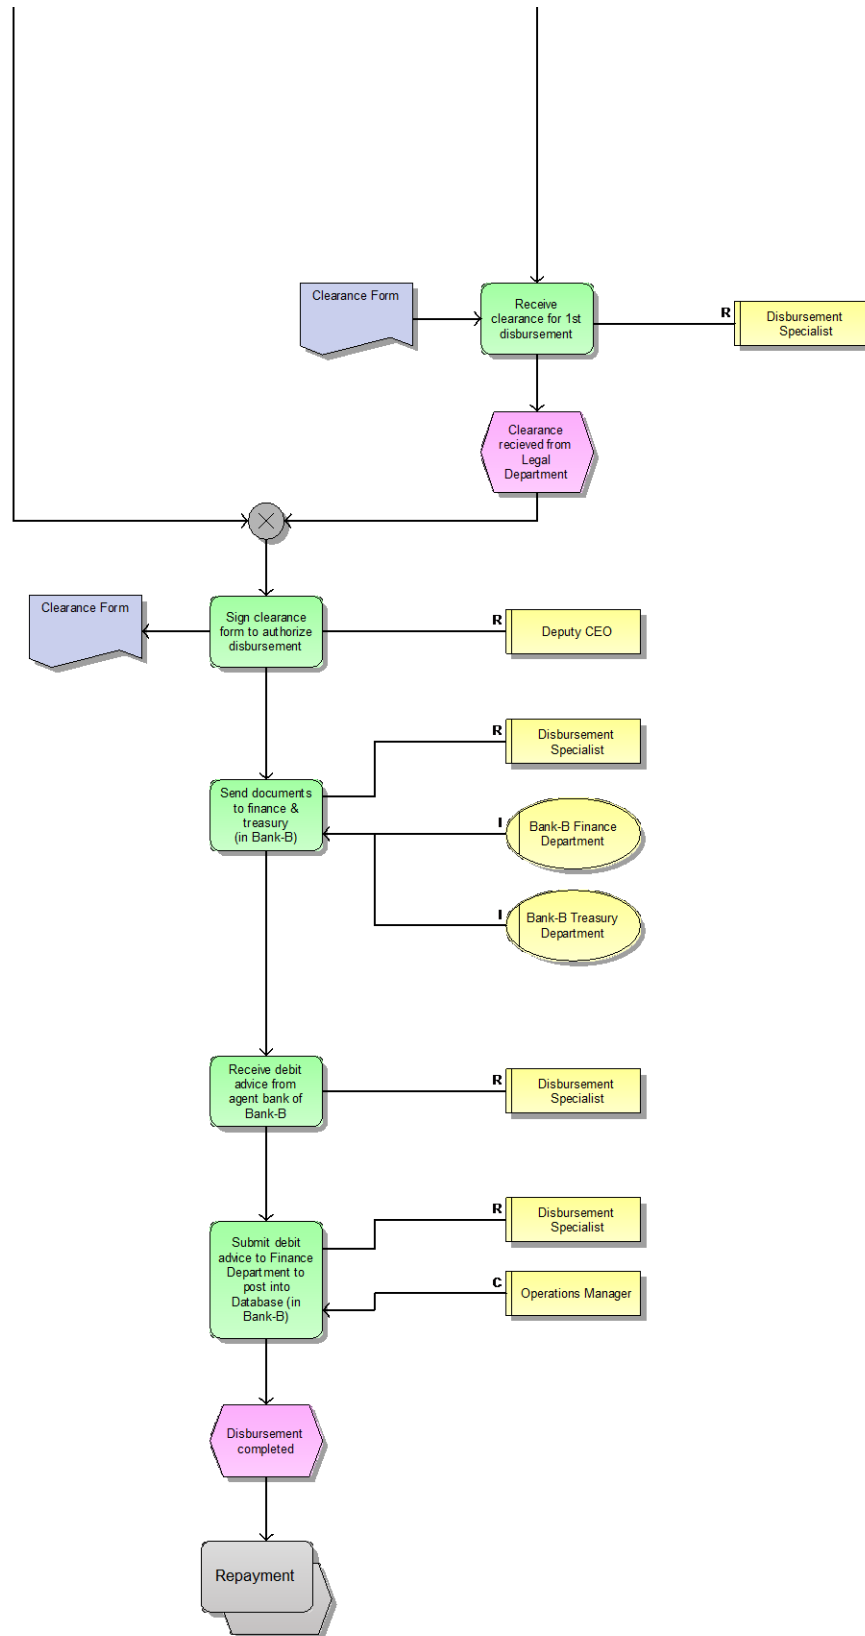 Clearance Form
Receive
clearance for 1st
disbursement
R
Disbursement
Specialist
Clearance
recieved from
Legal
Department
Clearance Form
Sign clearance
form to authorize
disbursement
R
Deputy CEO
R
Disbursement
Specialist
Send documents
to finance &
treasury
(in Bank-B)
I
Bank-B Finance
Department
I
Bank-B Treasury
Department
Receive debit
advice from
agent bank of
Bank-B
R
Disbursement
Specialist
R
Disbursement
Specialist
Submit debit
advice to Finance
Department to
post into
Database (in
Bank-B)
C
Operations Manager
Disbursement
completed
Repayment